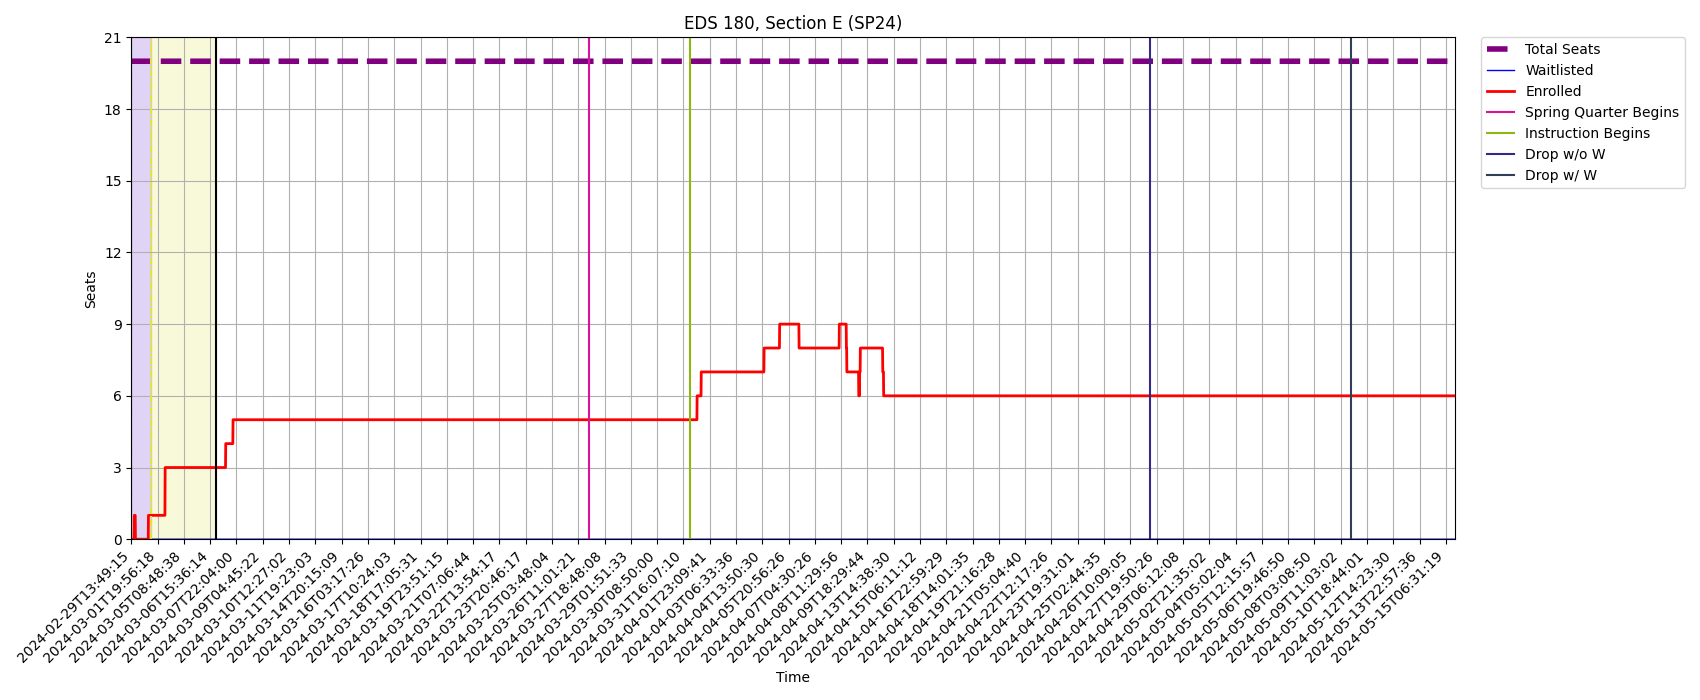 EDS 180, Section E (SP24)
Total Seats
Waitlisted
Enrolled
Spring Quarter Begins
Instruction Begins
Drop w/o W
Drop w/ W
Seats
21
18
15
12
9
6
3
0
2024-02-29T13:49:15
2024-03-01T19:56:18
2024-03-05T08:48:38
2024-03-06T15:36:14
2024-03-07T22:04:00
2024-03-09T04:45:22
2024-03-10T12:27:02
2024-03-11T19:23:03
2024-03-14T20:15:09
2024-03-16T03:17:26
2024-03-17T10:24:03
2024-03-18T17:05:31
2024-03-19T23:51:15
2024-03-21T07:06:44
2024-03-22T13:54:17
2024-03-23T20:46:17
2024-03-25T03:48:04
2024-03-26T11:01:21
2024-03-27T18:48:08
2024-03-29T01:51:33
2024-03-30T08:50:00
2024-03-31T16:07:10
2024-04-01T23:09:41
2024-04-03T06:33:36
2024-04-04T13:50:30
2024-04-05T20:56:26
2024-04-07T04:30:26
2024-04-08T11:29:56
2024-04-09T18:29:44
2024-04-13T14:38:30
2024-04-15T06:11:12
2024-04-16T22:59:29
2024-04-18T14:01:35
2024-04-19T21:16:28
2024-04-21T05:04:40
2024-04-22T12:17:26
2024-04-23T19:31:01
2024-04-25T02:44:35
2024-04-26T10:09:05
2024-04-27T19:50:26
2024-04-29T06:12:08
2024-05-02T21:35:02
2024-05-04T05:02:04
2024-05-05T12:15:57
2024-05-06T19:46:50
2024-05-08T03:08:50
2024-05-09T11:03:02
2024-05-10T18:44:01
2024-05-12T14:23:30
2024-05-13T22:57:36
2024-05-15T06:31:19
Time